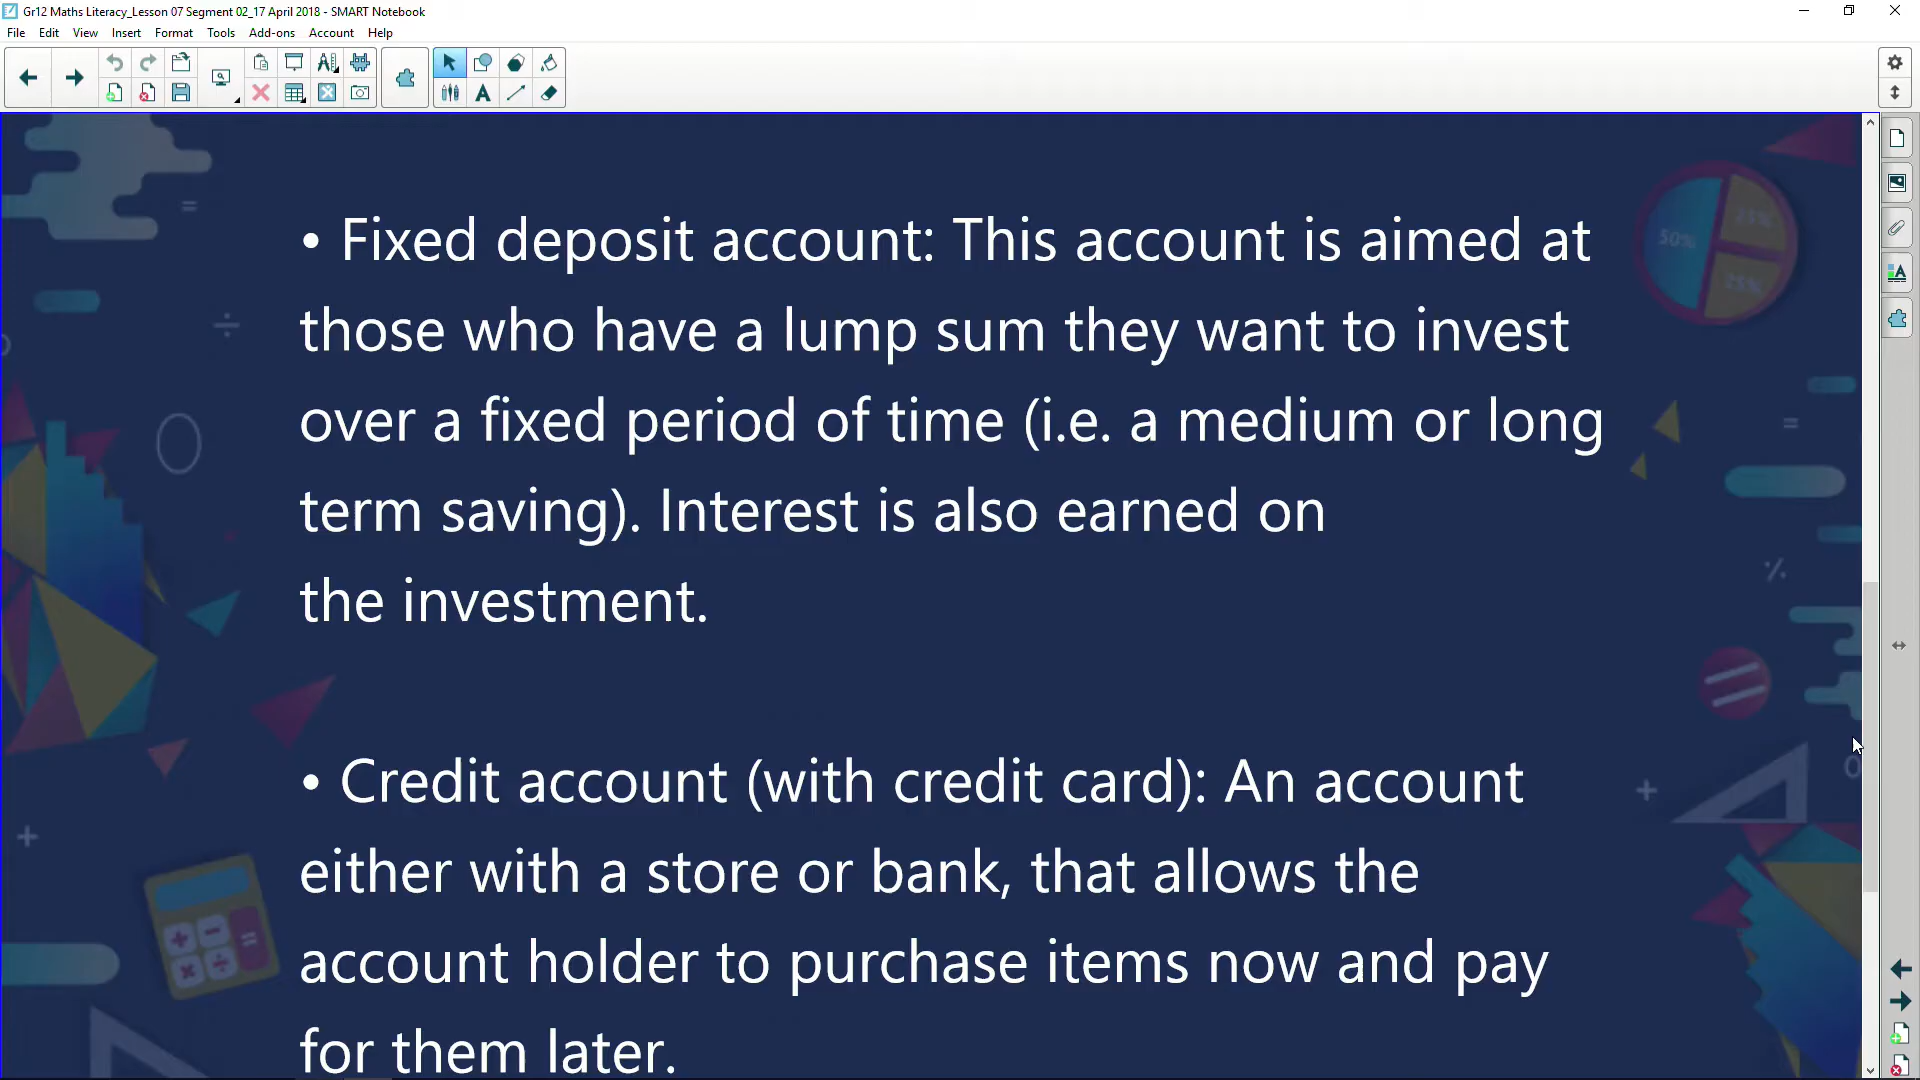 Gr12 Maths Literacy_Lesson 07 Segment 02_17 April 2018 - SMART Notebook
File Edit View Insert Format Tools Add-ons Account Help
• Fixed deposit account: This account is aimed at
those who have a lump sum they want to invest
over a fixed period of time (i.e. a medium or long
term saving). Interest is also earned on
the investment.
• Credit account (with credit card): An account
either with a store or bank, that allows the
account holder to purchase items now and pay
for them later.
50%
25%
25%